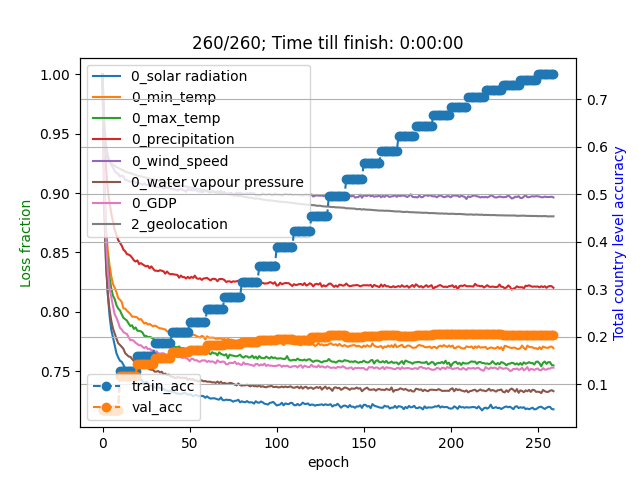 260/260; Time till finish: 0:00:00
1.00
0.95
0.90
0.85
0.80
0.75
Loss fraction
0_solar radiation
0_min_temp
0_max_temp
0_precipitation
0_wind_speed
0_water vapour pressure
0_GDP
2_geolocation
train_acc
val_acc
0.7
0.6
0.5
0.4
0.3
0.2
0.1
Total country level accuracy
0 50 100 150 200 250
epoch